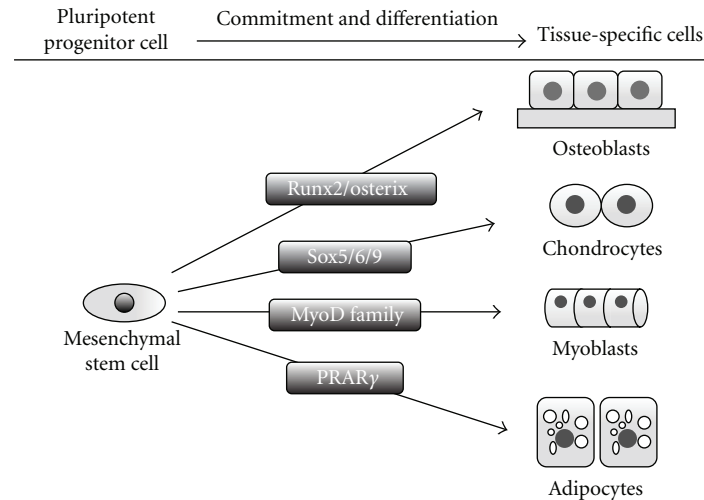 Pluripotent
progenitor cell
Commitment and differentiation
Tissue-specific cells
Osteoblasts
Runx2/osterix
Chondrocytes
Sox5/6/9
MyoD family
Mesenchymal
stem cell
Myoblasts
PRARγ
Adipocytes